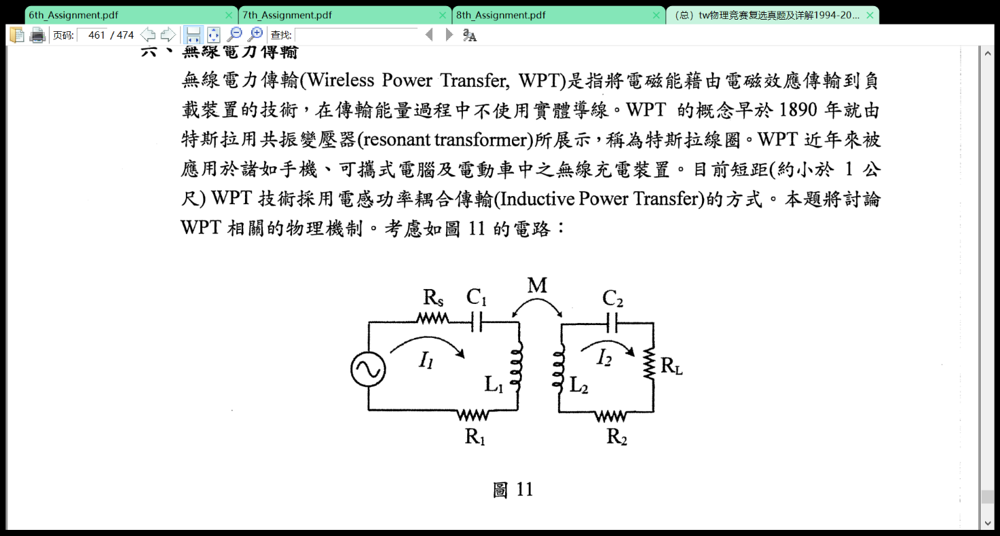 6th_Assignment.pdf
7th_Assignment.pdf
8th_Assignment.pdf
（总）tw物理竞赛复选真题及详解1994-20...
页码: 461 / 474
查找:
六、無線電力傳輸
無線電力傳輸(Wireless Power Transfer, WPT)是指將電磁能藉由電磁效應傳輸到負
載裝置的技術，在傳輸能量過程中不使用實體導線。WPT 的概念早於 1890 年就由
特斯拉用共振變壓器(resonant transformer)所展示，稱為特斯拉線圈。WPT 近年來被
應用於諸如手機、可攜式電腦及電動車中之無線充電裝置。目前短距(約小於 1 公
尺) WPT 技術採用電感功率耦合傳輸(Inductive Power Transfer)的方式。本題將討論
WPT 相關的物理機制。考慮如圖 11 的電路：
M
Rs C1 C2
I1 I2 RL
L1 L2
R1 R2
圖 11